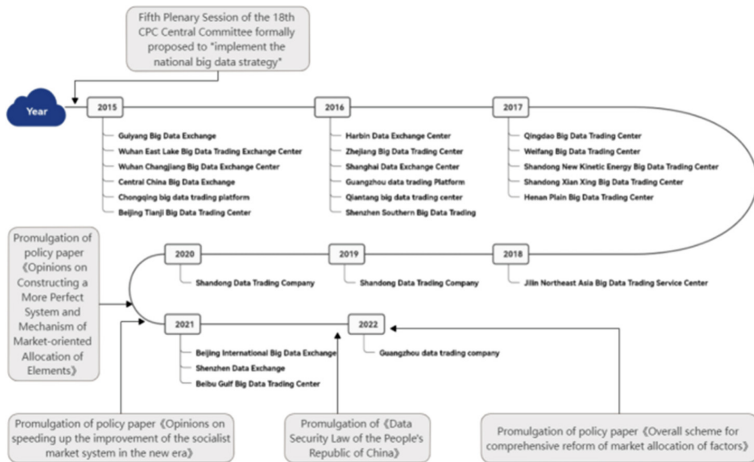 Fifth Plenary Session of the 18th
CPC Central Committee formally
proposed to "implement the
national big data strategy"
Year
2015
2016
2017
Guiyang Big Data Exchange
Wuhan East Lake Big Data Trading Exchange Center
Wuhan Changjiang Big Data Exchange Center
Central China Big Data Exchange
Chongqing big data trading platform
Beijing Tianji Big Data Trading Center
Harbin Data Exchange Center
Zhejiang Big Data Trading Center
Shanghai Data Exchange Center
Guangzhou data trading Platform
Qiantang big data trading center
Shenzhen Southern Big Data Trading
Qingdao Big Data Trading Center
Weifang Big Data Trading Center
Shandong New Kinetic Energy Big Data Trading Center
Shandong Xian Xing Big Data Trading Center
Henan Plain Big Data Trading Center
Promulgation of
policy paper
《Opinions on
Constructing a
More Perfect
System and
Mechanism of
Market-oriented
Allocation of
Elements》
2020
2019
2018
Shandong Data Trading Company
Shandong Data Trading Company
Jilin Northeast Asia Big Data Trading Service Center
2021
2022
Beijing International Big Data Exchange
Shenzhen Data Exchange
Beibu Gulf Big Data Trading Center
Guangzhou data trading company
Promulgation of policy paper《Opinions on
speeding up the improvement of the socialist
market system in the new era》
Promulgation of《Data
Security Law of the People's
Republic of China》
Promulgation of policy paper《Overall scheme for
comprehensive reform of market allocation of factors》